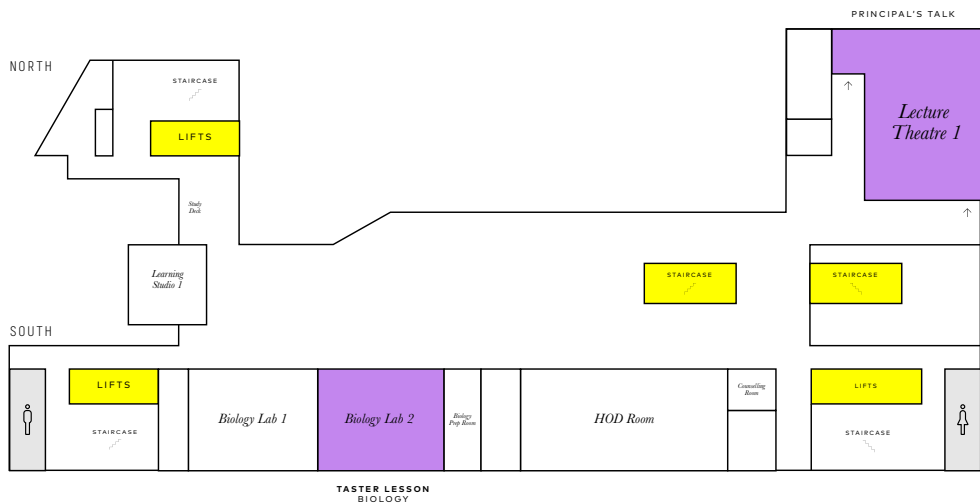 PRINCIPAL'S TALK
NORTH
STAIRCASE
LIFTS
Lecture
Theatre 1
Study
Deck
Learning
Studio 1
STAIRCASE
STAIRCASE
SOUTH
LIFTS
STAIRCASE
Biology Lab 1
Biology Lab 2
Biology
Prep Room
HOD Room
Counselling
Room
LIFTS
STAIRCASE
TASTER LESSON
BIOLOGY